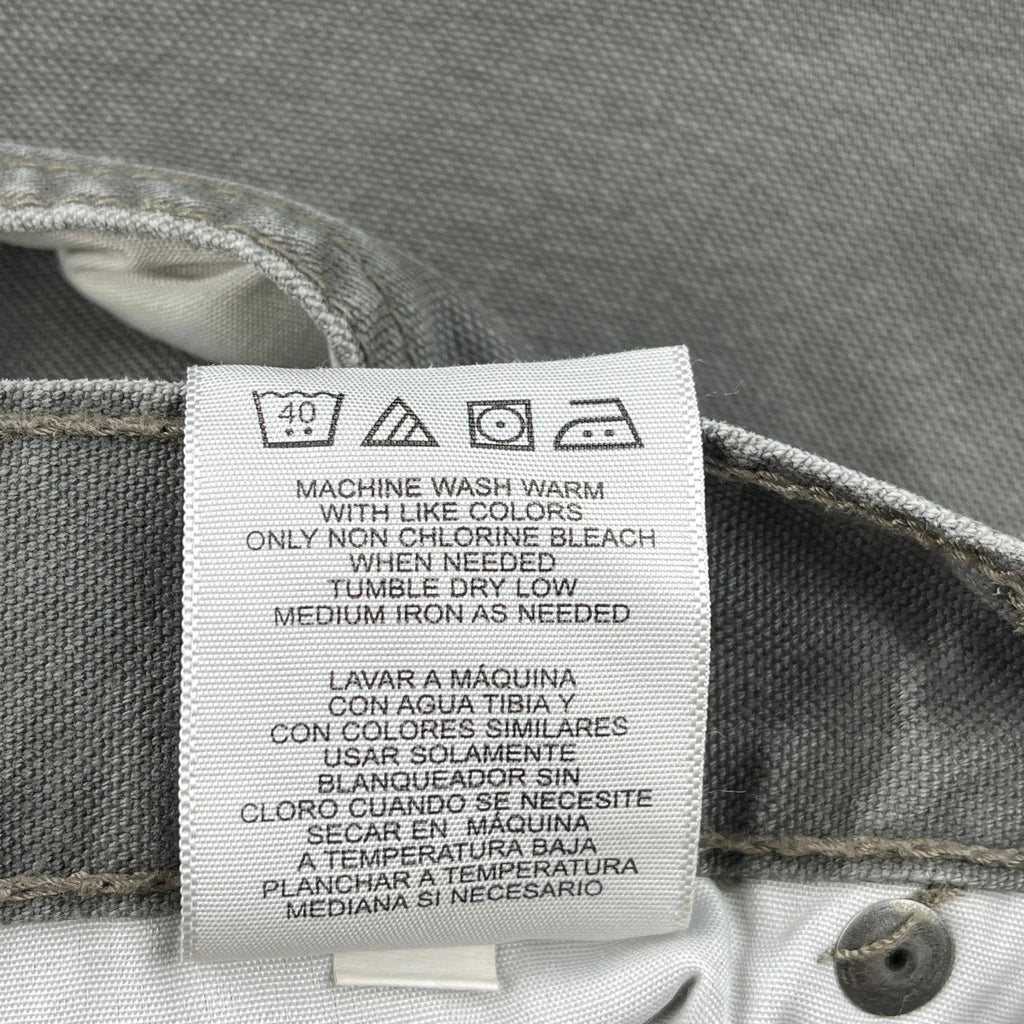 40
MACHINE WASH WARM
WITH LIKE COLORS
ONLY NON CHLORINE BLEACH
WHEN NEEDED
TUMBLE DRY LOW
MEDIUM IRON AS NEEDED
LAVAR A MÁQUINA
CON AGUA TIBIA Y
CON COLORES SIMILARES
USAR SOLAMENTE
BLANQUEADOR SIN
CLORO CUANDO SE NECESITE
SECAR EN MÁQUINA
A TEMPERATURA BAJA
PLANCHAR A TEMPERATURA
MEDIANA SI NECESARIO